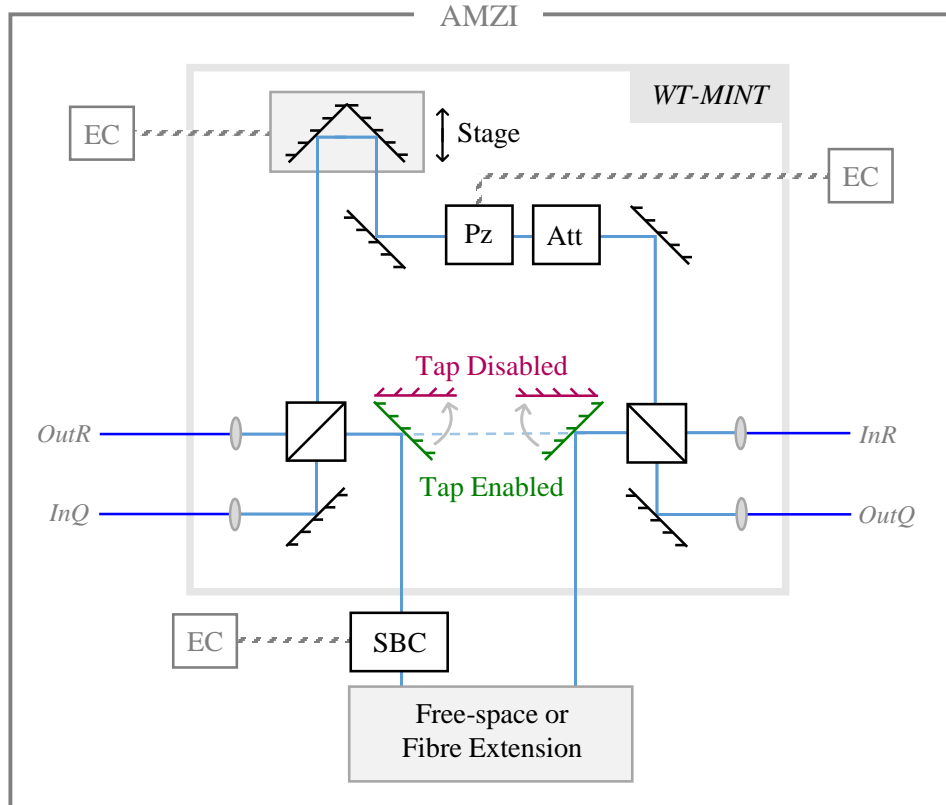 AMZI
WT-MINT
EC
Stage
EC
Pz
Att
Tap Disabled
OutR
InR
Tap Enabled
InQ
OutQ
EC
SBC
Free-space or
Fibre Extension